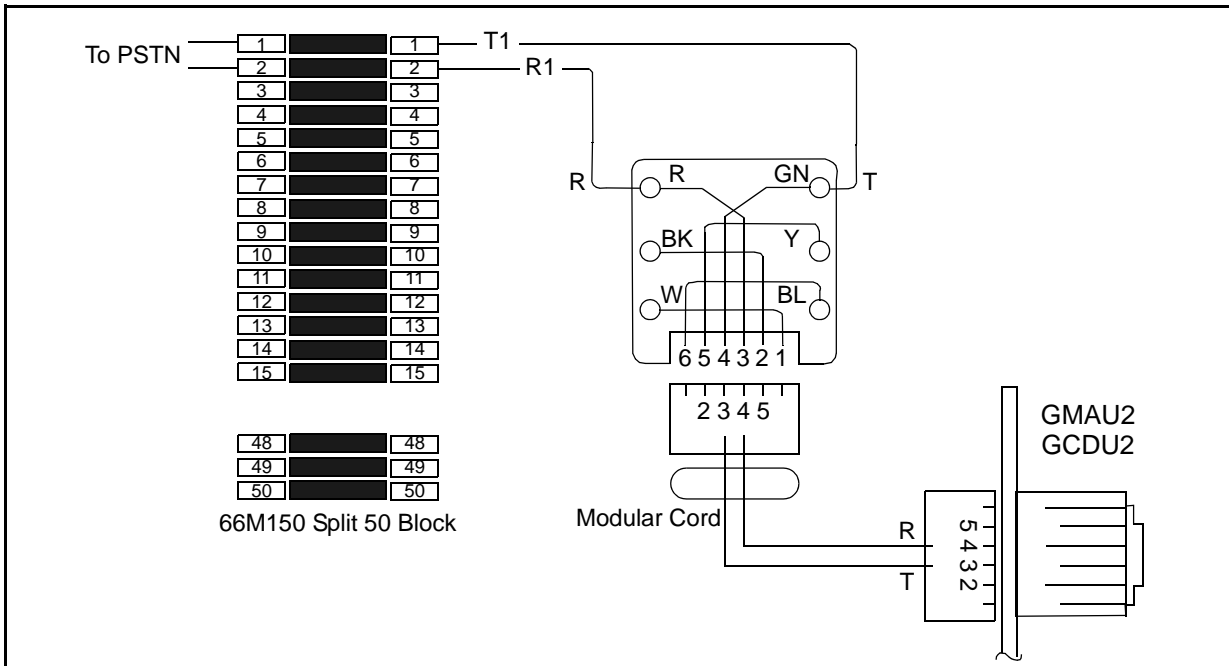 To PSTN
1 1 T1
2 2 R1
3 3
4 4
5 5
6 6
7 7
8 8
9 9
10 10
11 11
12 12
13 13
14 14
15 15
48 48
49 49
50 50
66M150 Split 50 Block
R R GN T
BK Y
W BL
6 5 4 3 2 1
2 3 4 5
Modular Cord
GMAU2
GCDU2
R
T
5 4 3 2